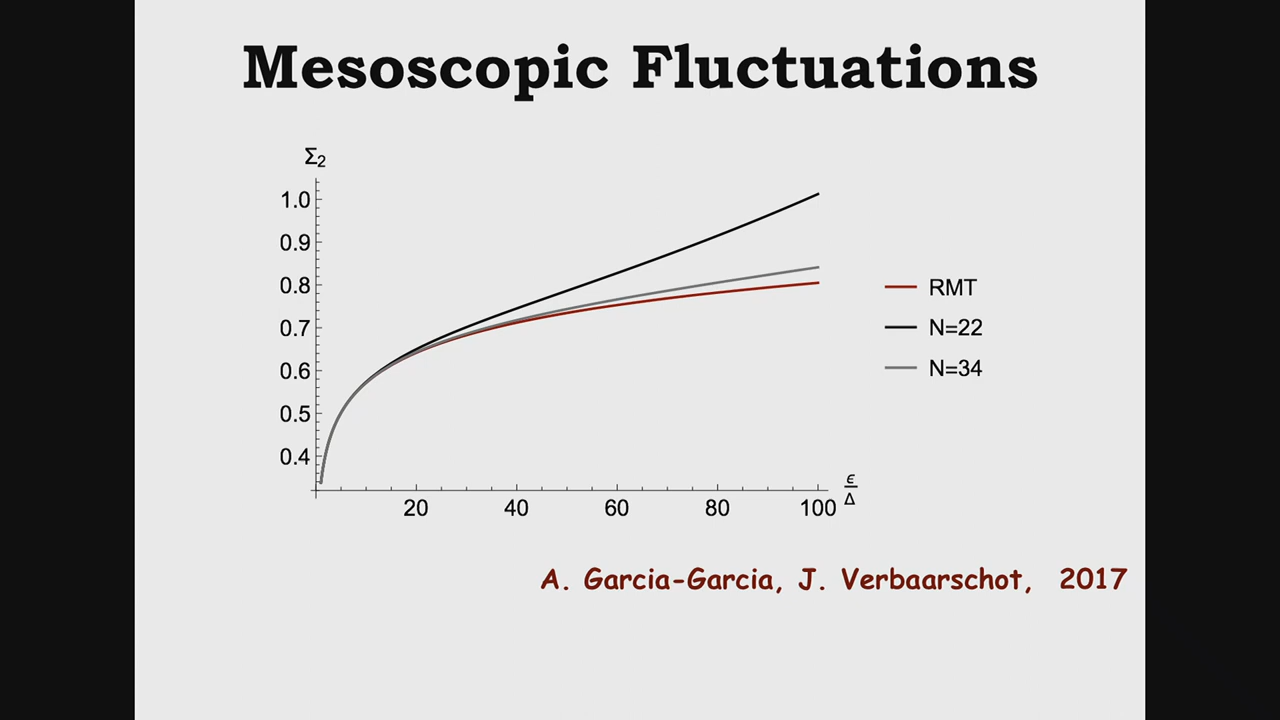 Mesoscopic Fluctuations
Σ2
1.0
0.9
0.8
0.7
0.6
0.5
0.4
20 40 60 80 100
ϵ
Δ
RMT
N=22
N=34
A. Garcia-Garcia, J. Verbaarschot, 2017